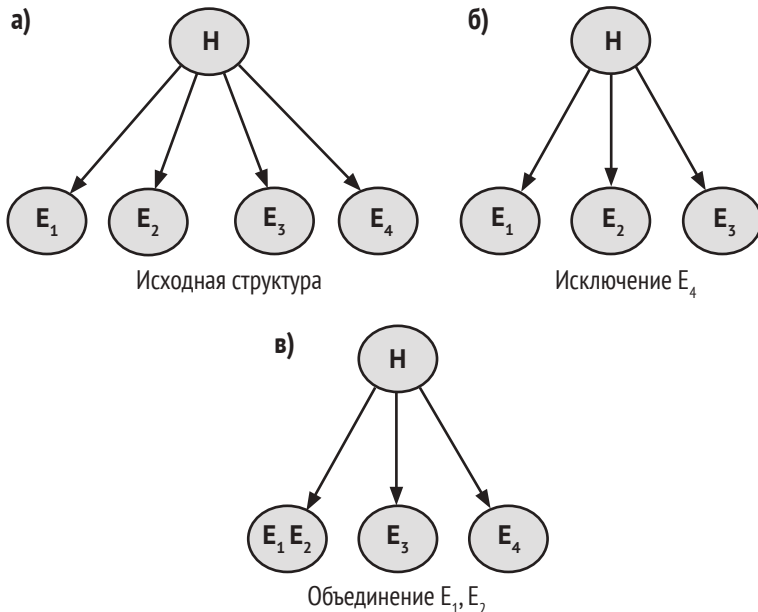 а)
H
E₁ E₂ E₃ E₄
Исходная структура
б)
H
E₁ E₂ E₃
Исключение E₄
в)
H
E₁ E₂ E₃ E₄
Объединение E₁, E₂